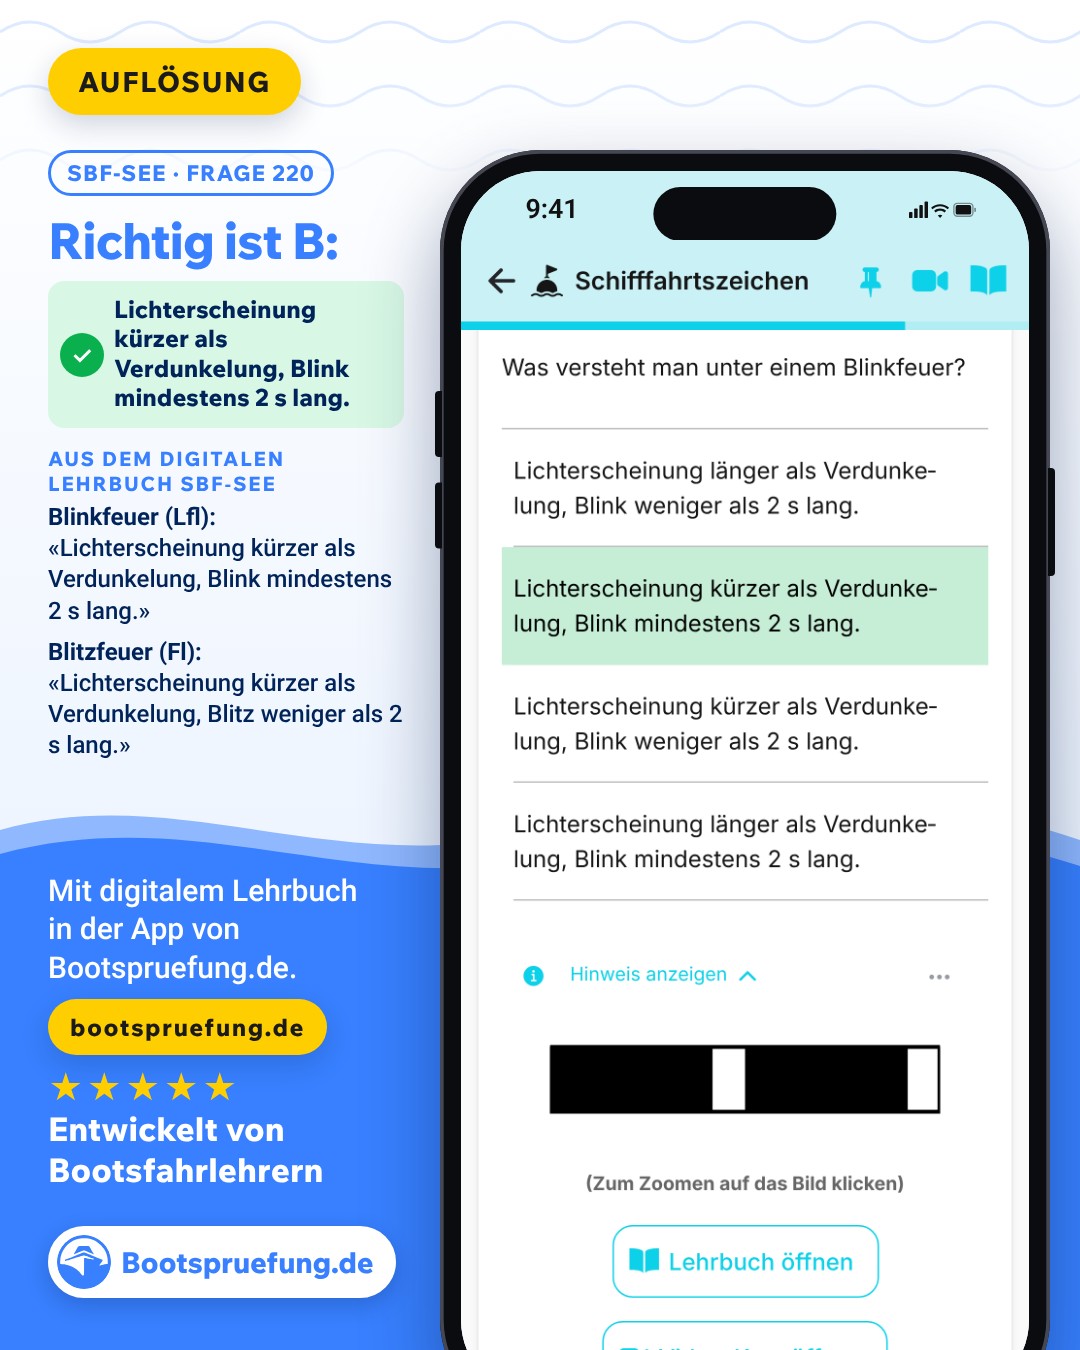 AUFLÖSUNG
SBF-SEE · FRAGE 220
Richtig ist B:
Lichterscheinung
kürzer als
Verdunkelung, Blink
mindestens 2 s lang.
AUS DEM DIGITALEN
LEHRBUCH SBF-SEE
Blinkfeuer (Lfl):
«Lichterscheinung kürzer als
Verdunkelung, Blink mindestens
2 s lang.»
Blitzfeuer (Fl):
«Lichterscheinung kürzer als
Verdunkelung, Blitz weniger als 2
s lang.»
Mit digitalem Lehrbuch
in der App von
Bootspruefung.de.
bootspruefung.de
Entwickelt von
Bootsfahrlehrern
Bootspruefung.de
9:41
Schifffahrtszeichen
Was versteht man unter einem Blinkfeuer?
Lichterscheinung länger als Verdunke-
lung, Blink weniger als 2 s lang.
Lichterscheinung kürzer als Verdunke-
lung, Blink mindestens 2 s lang.
Lichterscheinung kürzer als Verdunke-
lung, Blink weniger als 2 s lang.
Lichterscheinung länger als Verdunke-
lung, Blink mindestens 2 s lang.
Hinweis anzeigen
(Zum Zoomen auf das Bild klicken)
Lehrbuch öffnen